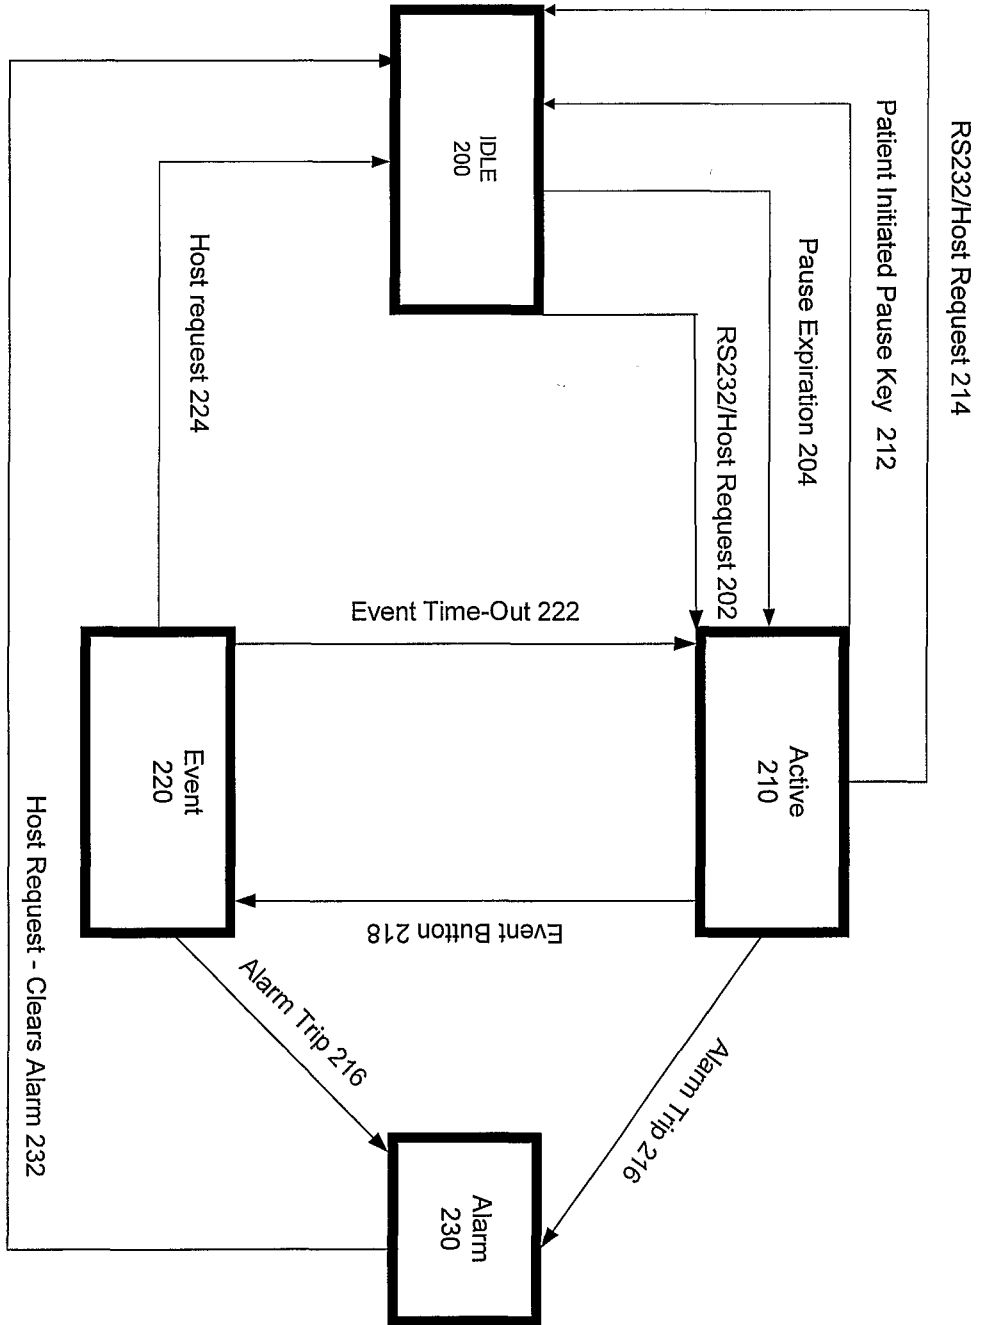 RS232/Host Request 214
Patient Initiated Pause Key 212
Pause Expiration 204
RS232/Host Request 202
IDLE
200
Active
210
Event Time-Out 222
Event Button 218
Alarm Trip 216
Alarm Trip 216
Alarm
230
Host request 224
Event
220
Host Request - Clears Alarm 232